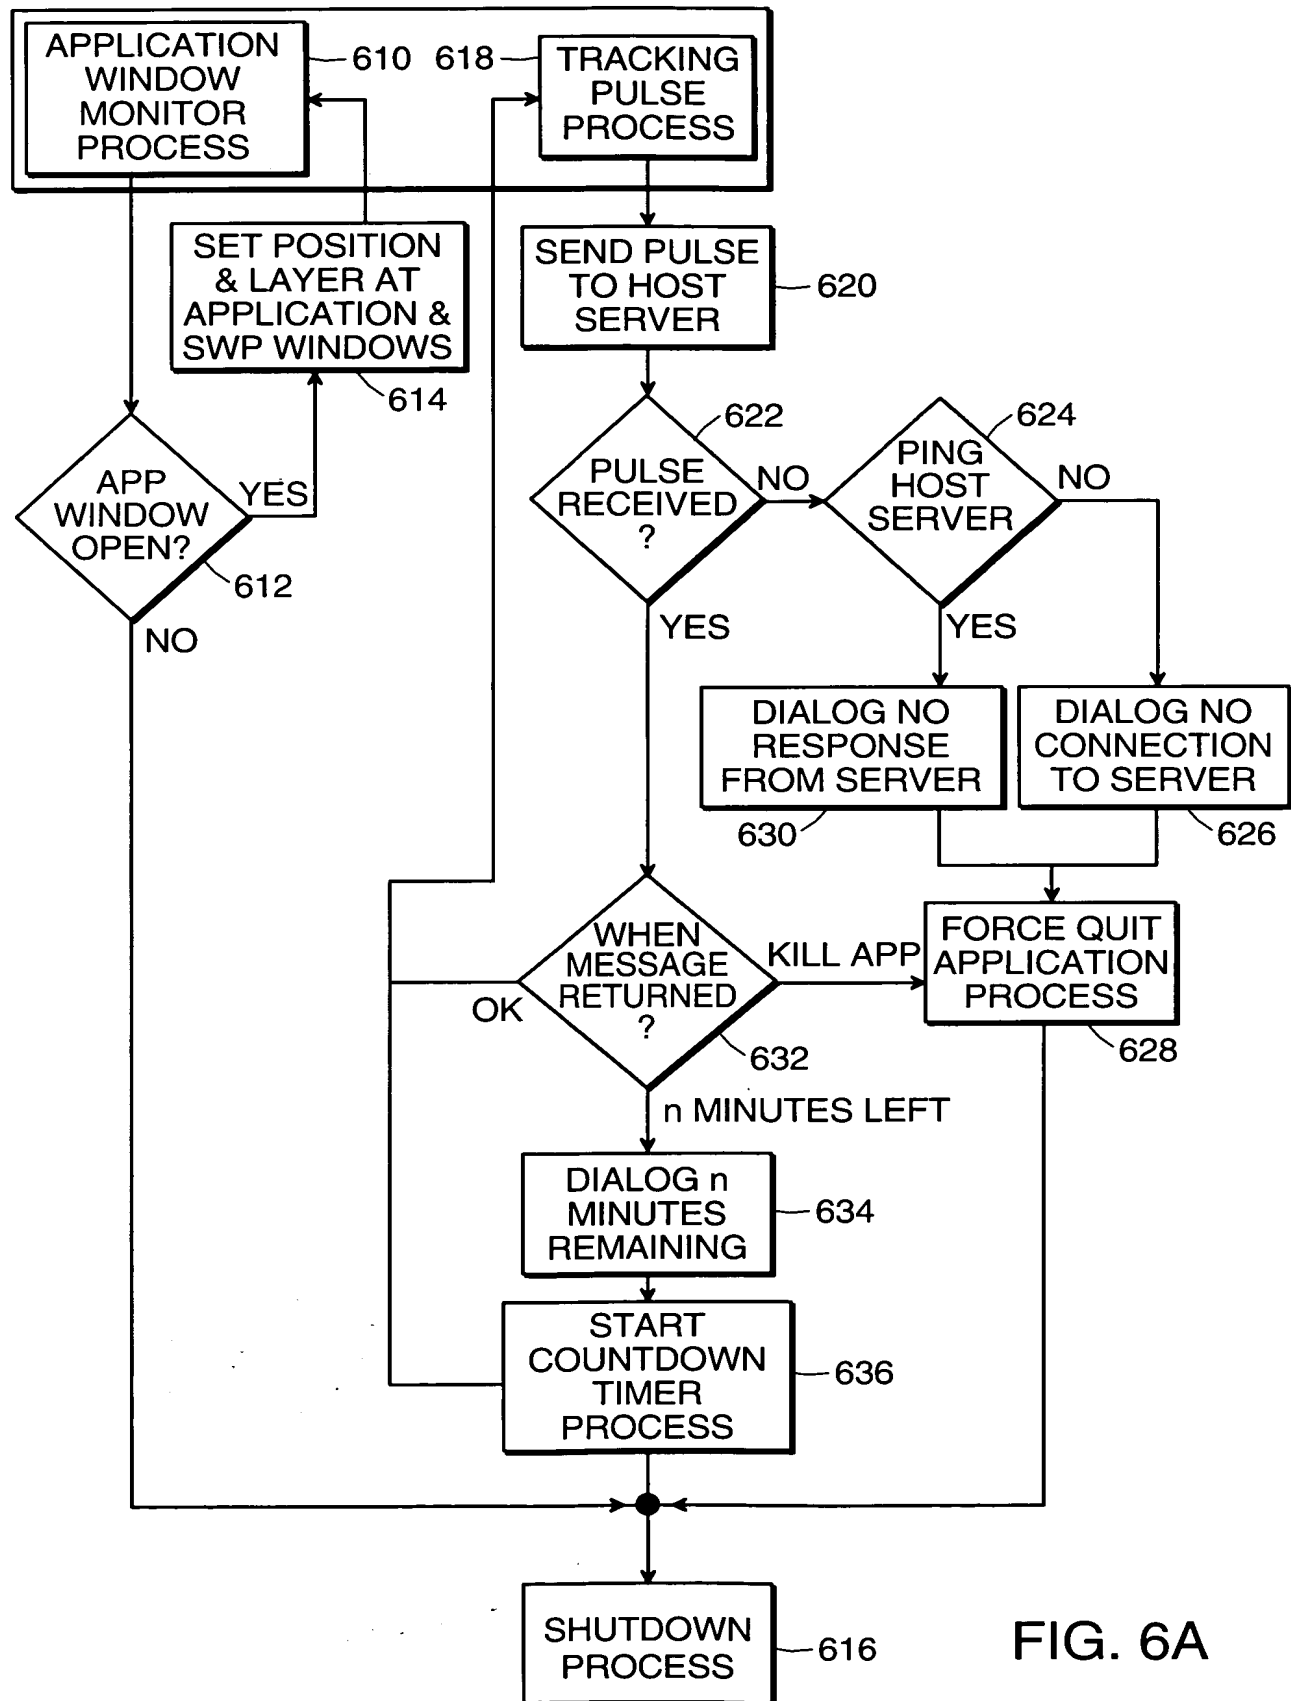 APPLICATION
WINDOW
MONITOR
PROCESS
610
618
TRACKING
PULSE
PROCESS
SET POSITION
& LAYER AT
APPLICATION &
SWP WINDOWS
614
SEND PULSE
TO HOST
SERVER
620
APP
WINDOW
OPEN?
YES
612
NO
PULSE
RECEIVED
?
622
NO
YES
PING
HOST
SERVER
624
NO
YES
DIALOG NO
RESPONSE
FROM SERVER
630
DIALOG NO
CONNECTION
TO SERVER
626
WHEN
MESSAGE
RETURNED
?
OK
632
KILL APP
FORCE QUIT
APPLICATION
PROCESS
628
n MINUTES LEFT
DIALOG n
MINUTES
REMAINING
634
START
COUNTDOWN
TIMER
PROCESS
636
SHUTDOWN
PROCESS
616
FIG. 6A